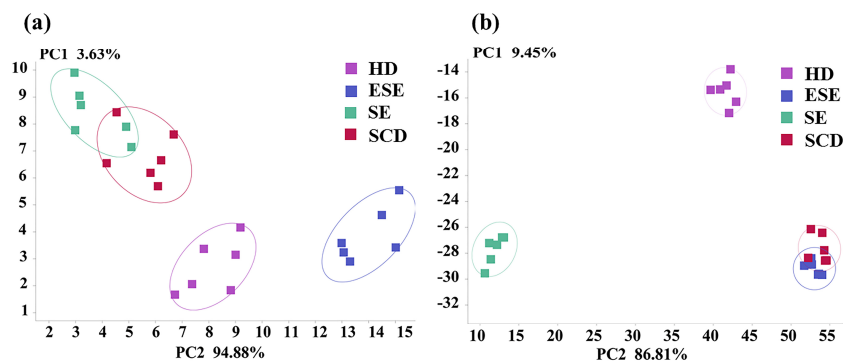 (a)
PC1 3.63%
10
9
8
7
6
5
4
3
2
1
2 3 4 5 6 7 8 9 10 11 12 13 14 15
PC2 94.88%
HD
ESE
SE
SCD
(b)
PC1 9.45%
-14
-16
-18
-20
-22
-24
-26
-28
-30
-32
10 15 20 30 30 35 40 45 50 55
PC2 86.81%
HD
ESE
SE
SCD